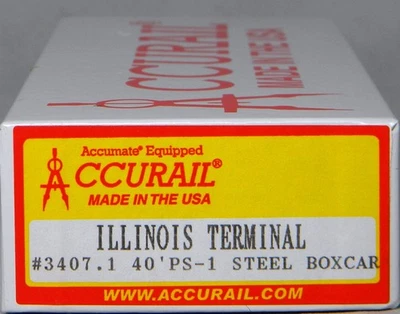 ACCURAIL
MADE IN THE USA
Accumate® Equipped
ACCURAIL®
MADE IN THE USA
ILLINOIS TERMINAL
#3407.1 40'PS-1 STEEL BOXCAR
WWW.ACCURAIL.COM